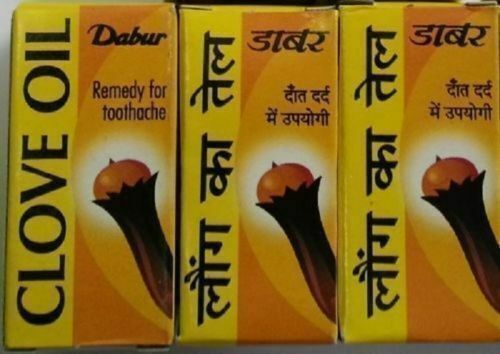 CLOVE OIL
Dabur
Remedy for
toothache
लौंग का तेल
डाबर
दाँत दर्द
में उपयोगी
लौंग का तेल
डाबर
दाँत दर्द
में उपयोगी